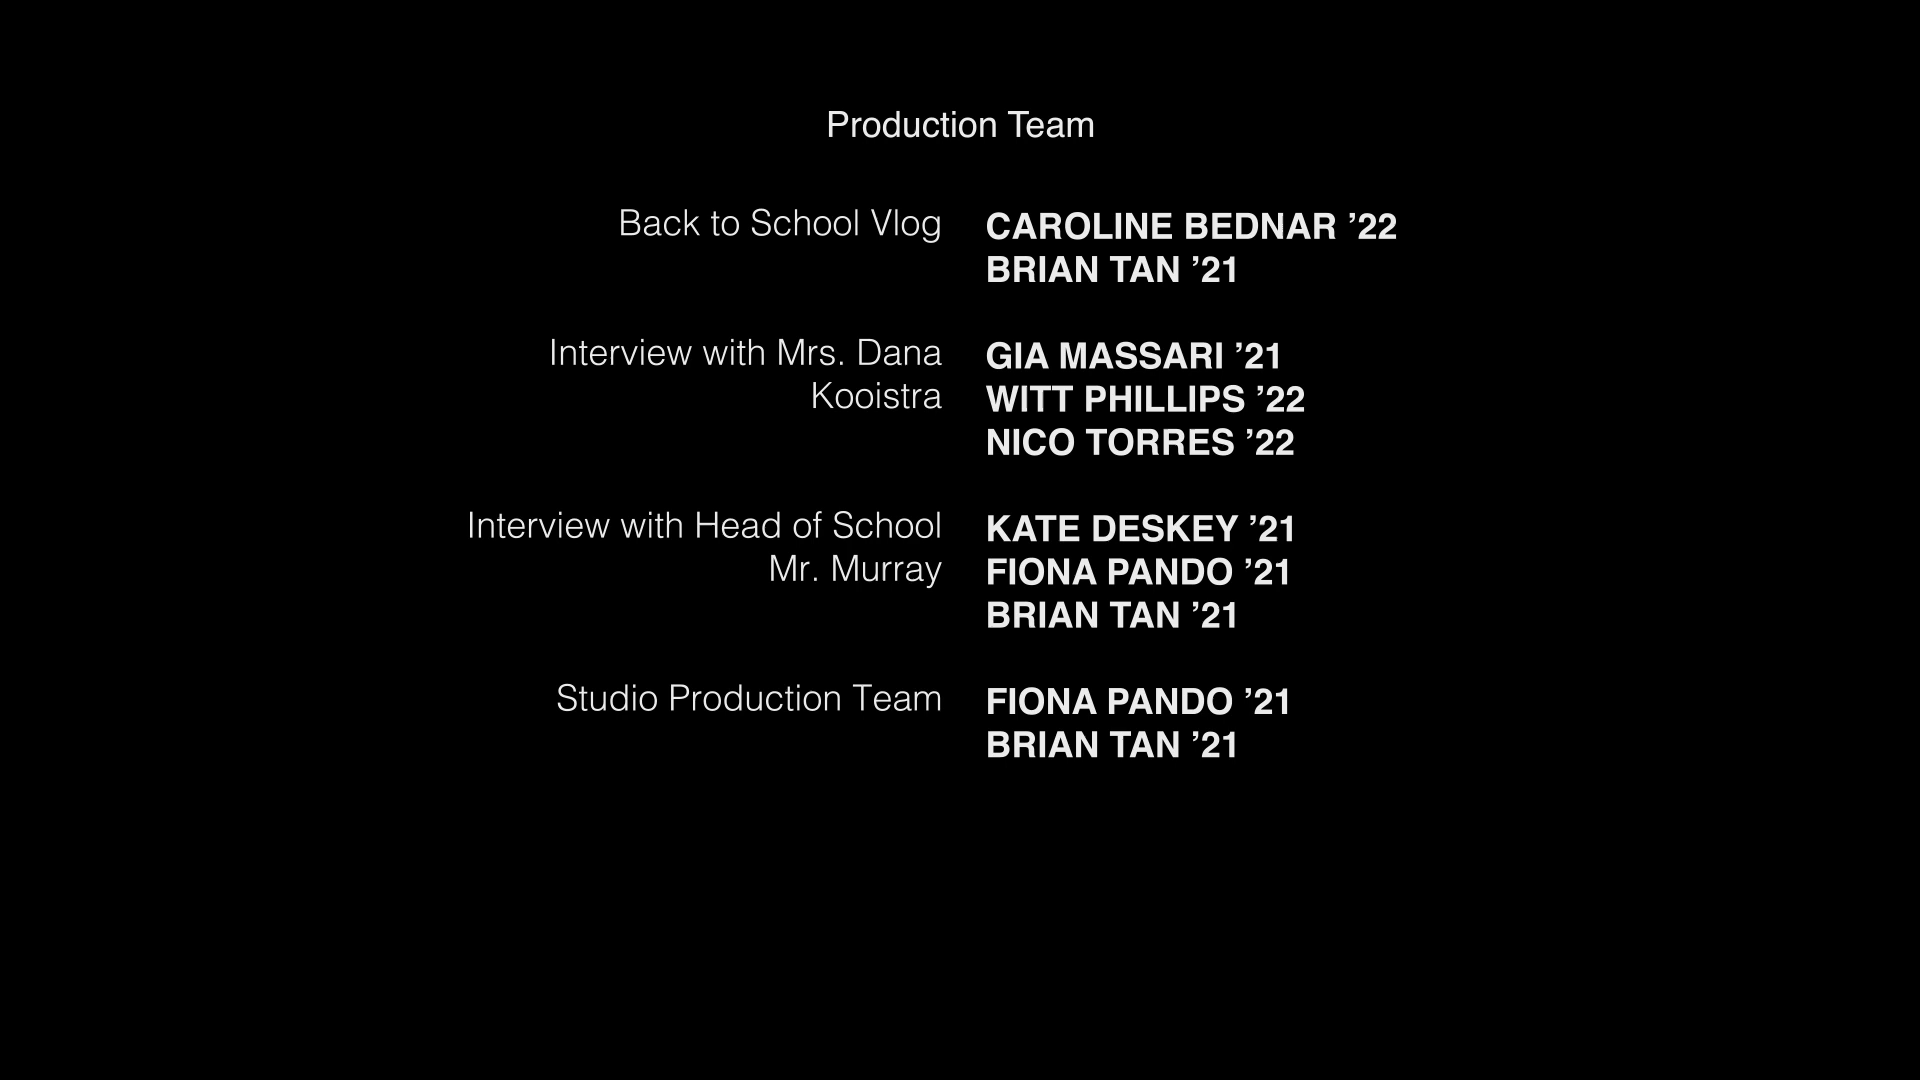 Production Team
Back to School Vlog
CAROLINE BEDNAR ’22
BRIAN TAN ’21
Interview with Mrs. Dana
Kooistra
GIA MASSARI ’21
WITT PHILLIPS ’22
NICO TORRES ’22
Interview with Head of School
Mr. Murray
KATE DESKEY ’21
FIONA PANDO ’21
BRIAN TAN ’21
Studio Production Team
FIONA PANDO ’21
BRIAN TAN ’21